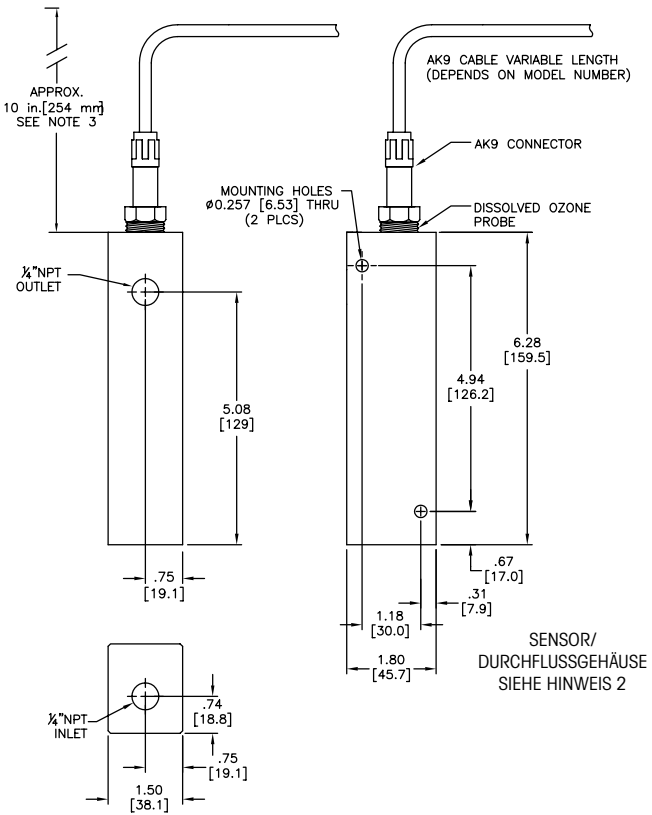 APPROX.
10 in.[254 mm]
SEE NOTE 3
AK9 CABLE VARIABLE LENGTH
(DEPENDS ON MODEL NUMBER)
AK9 CONNECTOR
MOUNTING HOLES
ø0.257 [6.53] THRU
(2 PLCS)
DISSOLVED OZONE
PROBE
¼"NPT
OUTLET
5.08
[129]
.75
[19.1]
6.28
[159.5]
4.94
[126.2]
.67
[17.0]
.31
[7.9]
1.18
[30.0]
1.80
[45.7]
SENSOR/
DURCHFLUSSGEHÄUSE
SIEHE HINWEIS 2
¼"NPT
INLET
.74
[18.8]
.75
[19.1]
1.50
[38.1]